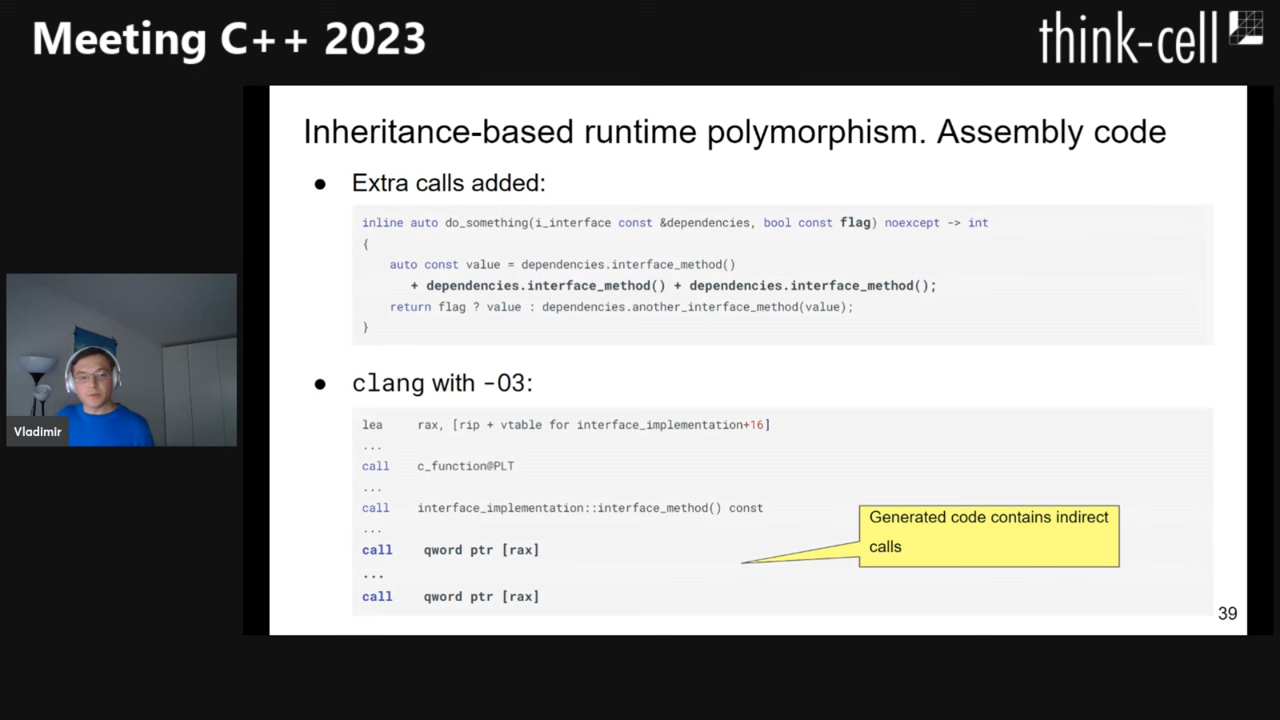 Meeting C++ 2023
think-cell
Inheritance-based runtime polymorphism. Assembly code
● Extra calls added:
inline auto do_something(i_interface const &dependencies, bool const flag) noexcept -> int
{
auto const value = dependencies.interface_method()
+ dependencies.interface_method() + dependencies.interface_method();
return flag ? value : dependencies.another_interface_method(value);
}
● clang with -O3:
lea rax, [rip + vtable for interface_implementation+16]
...
call c_function@PLT
...
call interface_implementation::interface_method() const
...
call qword ptr [rax]
...
call qword ptr [rax]
Generated code contains indirect
calls
39
Vladimir